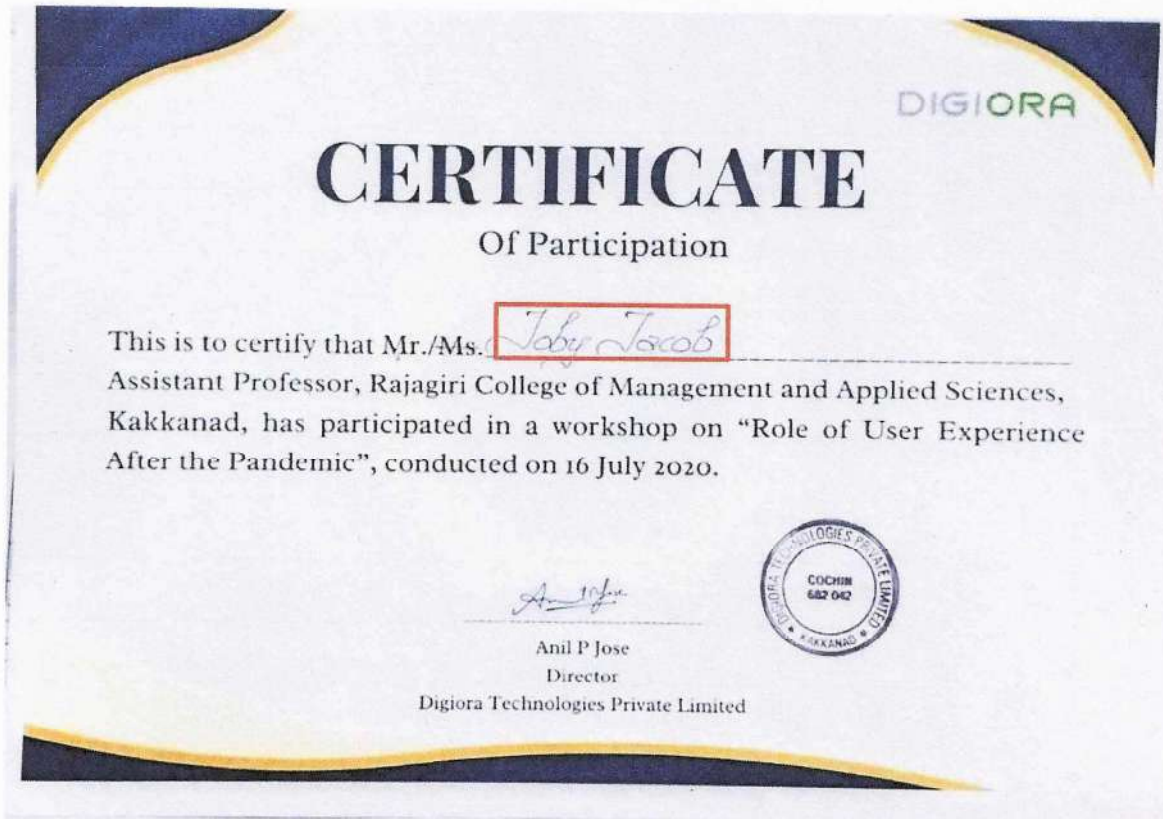 DIGIORA
CERTIFICATE
Of Participation
This is to certify that Mr./Ms. Toby Jacob
Assistant Professor, Rajagiri College of Management and Applied Sciences,
Kakkanad, has participated in a workshop on “Role of User Experience
After the Pandemic”, conducted on 16 July 2020.
DIGIORA TECHNOLOGIES PRIVATE LIMITED
COCHIN
682 042
KAKKANAD
Anil P Jose
Director
Digiora Technologies Private Limited